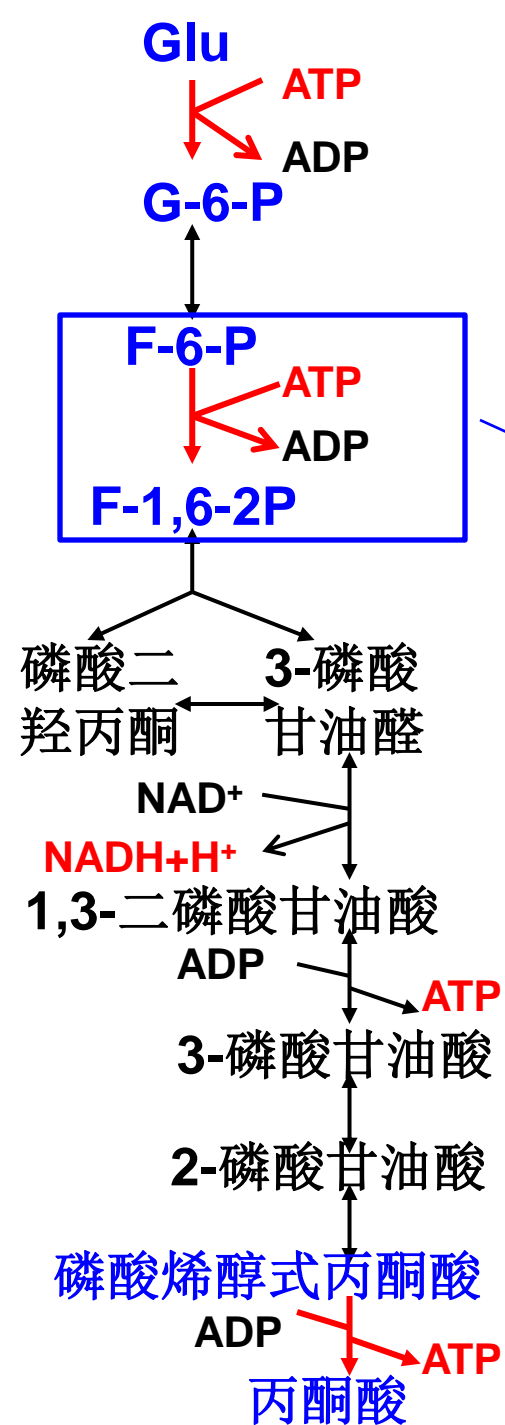 Glu
ATP
ADP
G-6-P
F-6-P
ATP
ADP
F-1,6-2P
磷酸二
羟丙酮
3-磷酸
甘油醛
NAD⁺
NADH+H⁺
1,3-二磷酸甘油酸
ADP
ATP
3-磷酸甘油酸
2-磷酸甘油酸
磷酸烯醇式丙酮酸
ADP
ATP
丙酮酸